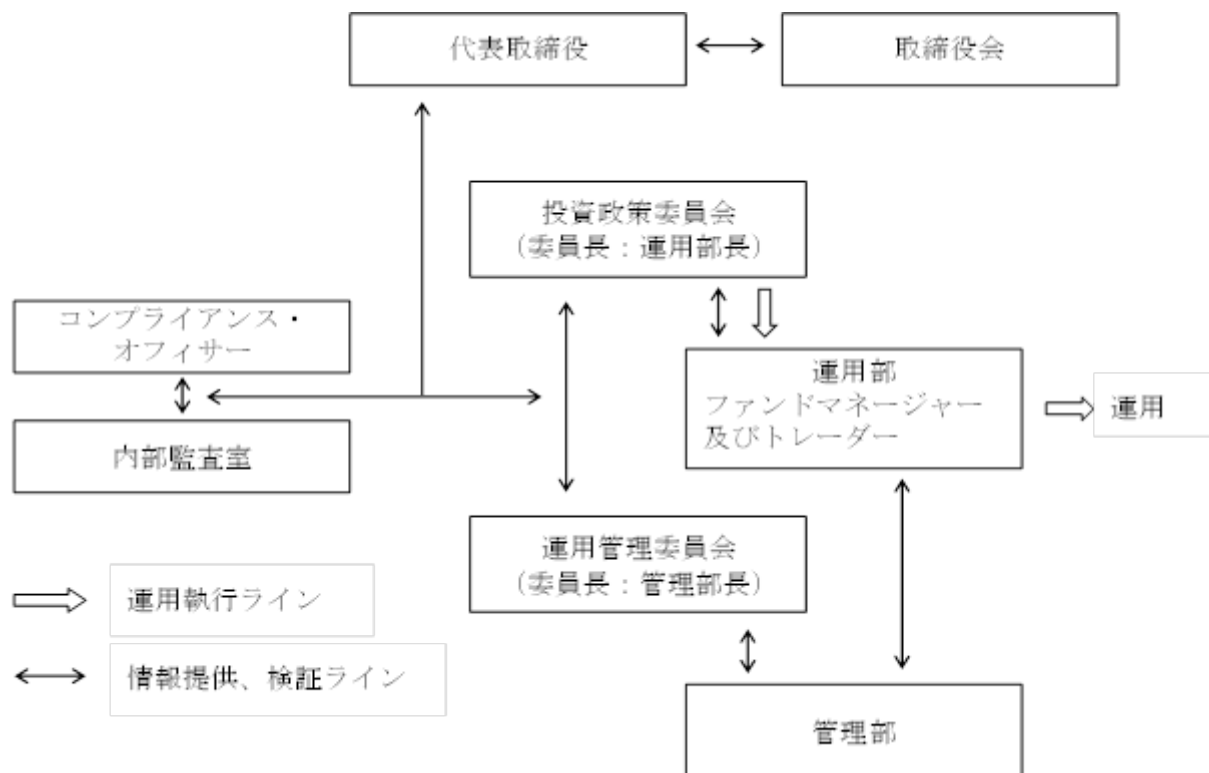 代表取締役
取締役会
投資政策委員会
(委員長：運用部長)
コンプライアンス・
オフィサー
運用部
ファンドマネージャー
及びトレーダー
運用
内部監査室
運用管理委員会
(委員長：管理部長)
運用執行ライン
情報提供、検証ライン
管理部